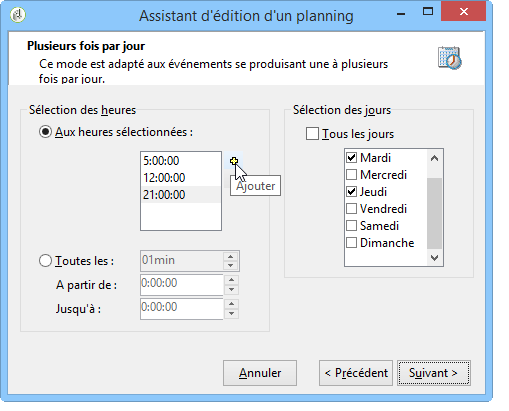 Assistant d'édition d'un planning
Plusieurs fois par jour
Ce mode est adapté aux événements se produisant une à plusieurs
fois par jour.
Sélection des heures
Aux heures sélectionnées :
5:00:00
12:00:00
21:00:00
Ajouter
Toutes les :
01min
A partir de :
0:00:00
Jusqu'à :
0:00:00
Sélection des jours
Tous les jours
Mardi
Mercredi
Jeudi
Vendredi
Samedi
Dimanche
Annuler
< Précédent
Suivant >